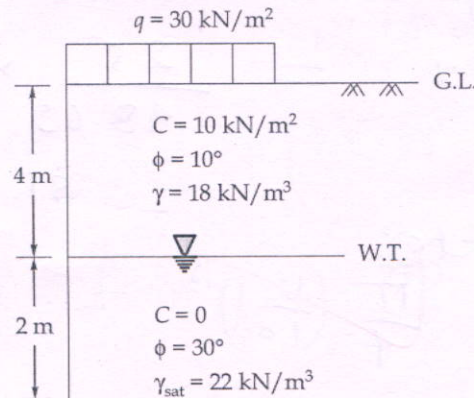 q = 30 kN/m²
G.L.
C = 10 kN/m²
ϕ = 10°
γ = 18 kN/m³
4 m
W.T.
C = 0
ϕ = 30°
γsat = 22 kN/m³
2 m